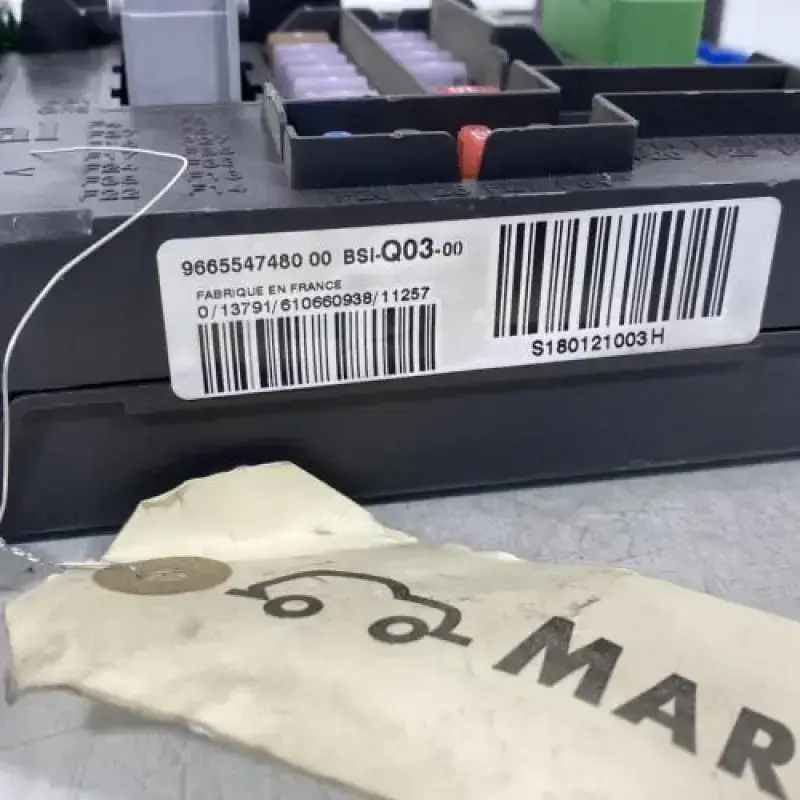 9665547480 00 BSI-Q03-00
FABRIQUE EN FRANCE
0/13791/610660938/11257
S180121003H
MAR